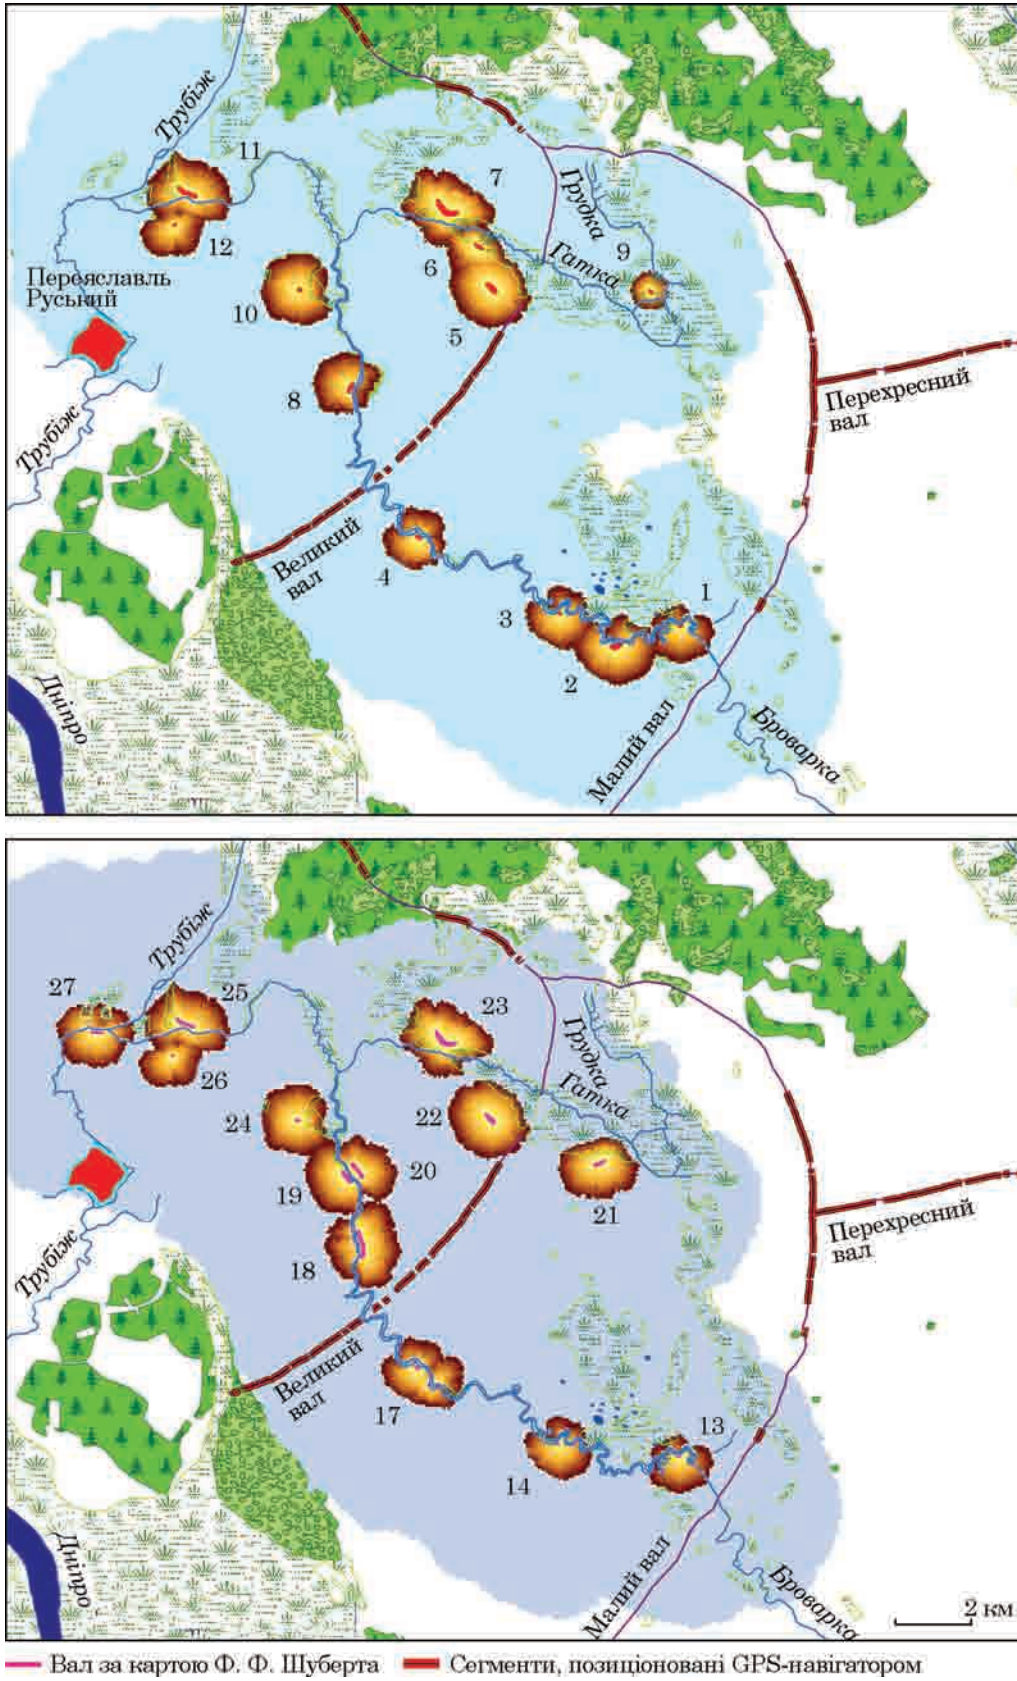 Трубіж
11
7
Грудка
9
12
6
Гатка
Переяславль
Руський
10
5
8
Перехресний
вал
Трубіж
Великий
вал
4
3
1
2
Дніпро
Малий вал
Броварка
Трубіж
27
25
23
Грудка
26
Гатка
24
22
20
19
21
18
Перехресний
вал
Трубіж
Великий
вал
17
13
14
Дніпро
Малий вал
Броварка
2 км
Вал за картою Ф. Ф. Шуберта
Сегменти, позиціоновані GPS-навігатором